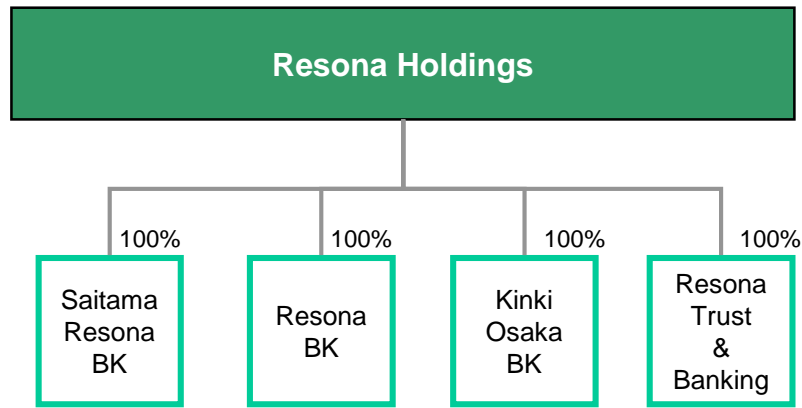 Resona Holdings
100%
100%
100%
100%
Saitama
Resona
BK
Resona
BK
Kinki
Osaka
BK
Resona
Trust
&
Banking